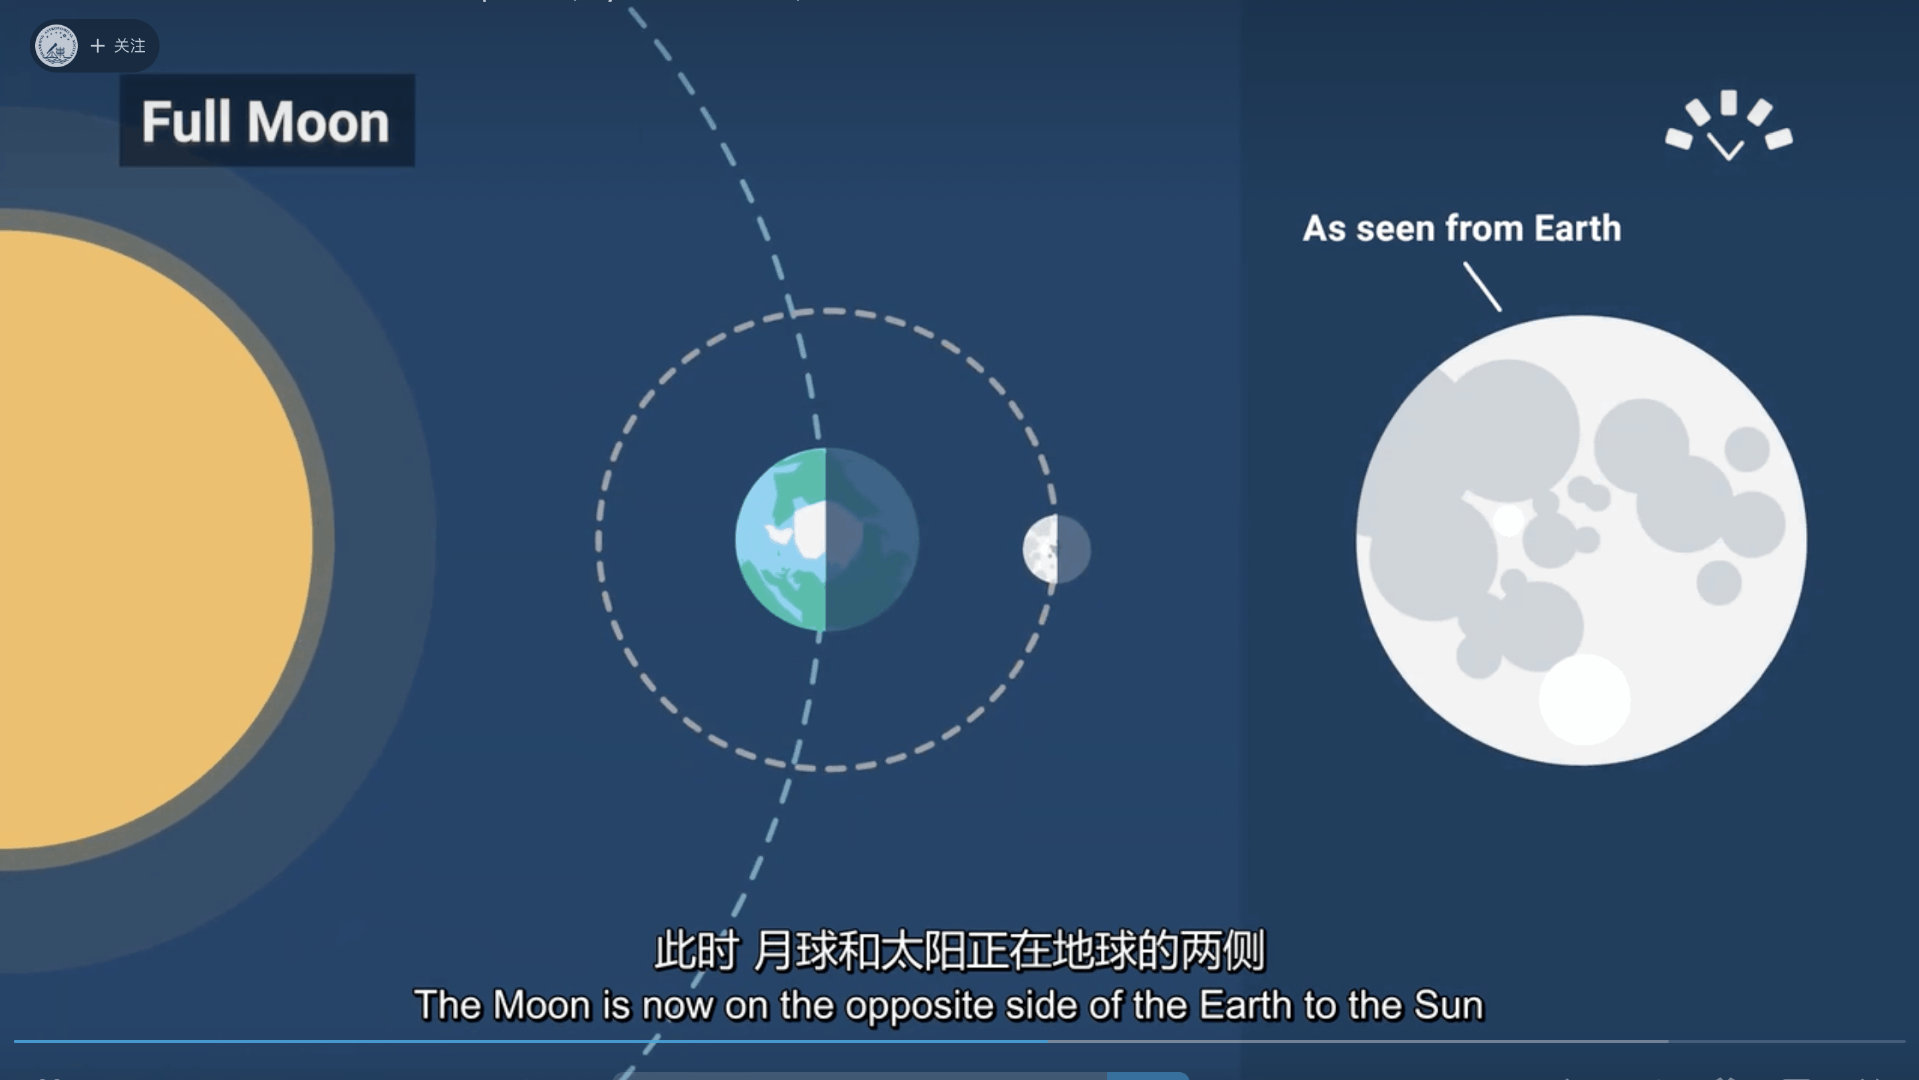 + 关注
Full Moon
As seen from Earth
此时 月球和太阳正在地球的两侧
The Moon is now on the opposite side of the Earth to the Sun